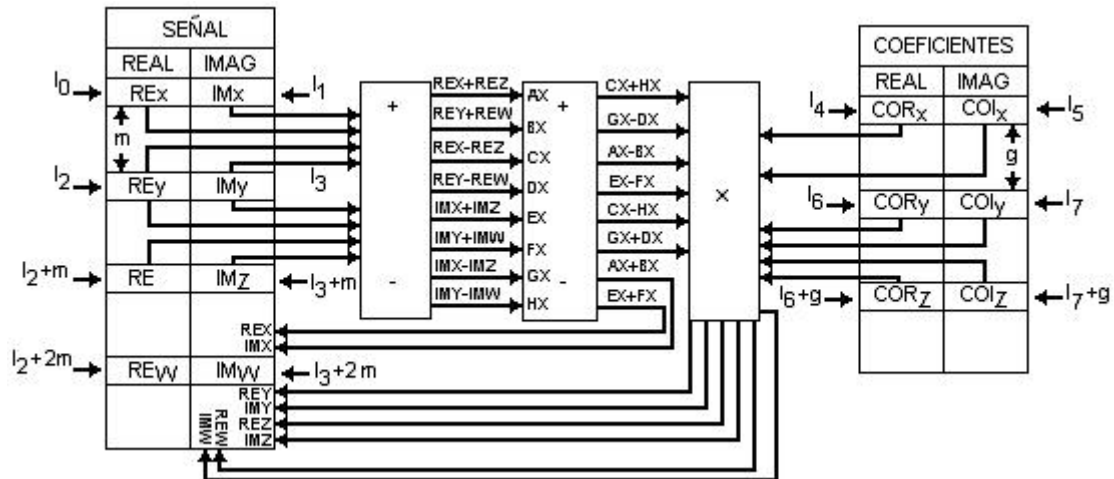 SEÑAL
REAL IMAG
I0
REx IMx
I1
m
I2
REy IMy
I3
I2+m
RE IMZ
I3+m
REX
IMX
I2+2m
REW IMW
I3+2m
REY
IMY
REZ
IMZ
REW
IMW
+
-
REX+REZ
REY+REW
REX-REZ
REY-REW
IMX+IMZ
IMY+IMW
IMX-IMZ
IMY-IMW
AX
BX
CX
DX
EX
FX
GX
HX
+
-
CX+HX
GX-DX
AX-BX
EX-FX
CX-HX
GX+DX
AX+BX
EX+FX
×
COEFICIENTES
REAL IMAG
I4
CORx COIx
I5
g
I6
CORy COIy
I7
I6+g
CORZ COIZ
I7+g